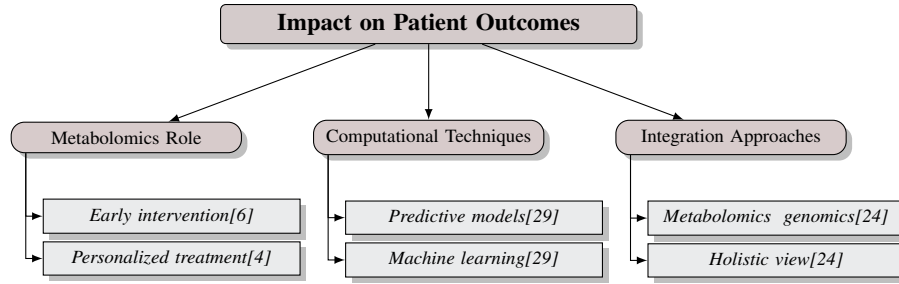 Impact on Patient Outcomes
Metabolomics Role
Computational Techniques
Integration Approaches
Early intervention[6]
Predictive models[29]
Metabolomics genomics[24]
Personalized treatment[4]
Machine learning[29]
Holistic view[24]